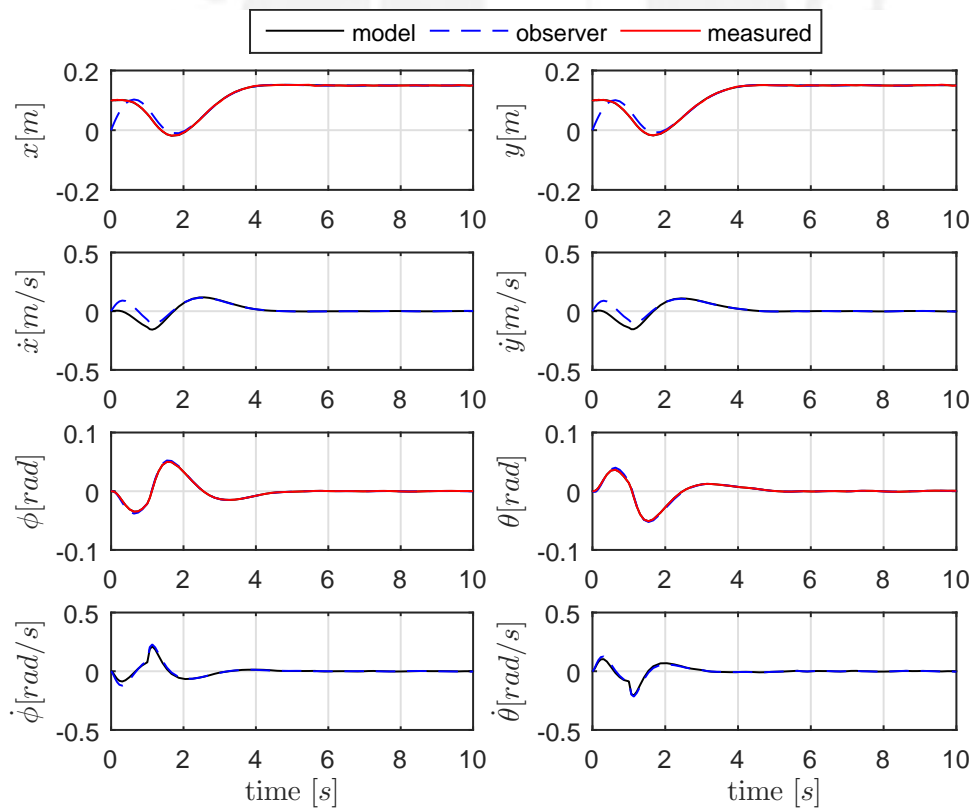 model observer measured
0.2 0 -0.2
x[m]
0 2 4 6 8 10
0.2 0 -0.2
y[m]
0 2 4 6 8 10
0.5 0 -0.5
ẋ[m/s]
0 2 4 6 8 10
0.5 0 -0.5
ẏ[m/s]
0 2 4 6 8 10
0.1 0 -0.1
ϕ[rad]
0 2 4 6 8 10
0.1 0 -0.1
θ[rad]
0 2 4 6 8 10
0.5 0 -0.5
ϕ̇[rad/s]
0 2 4 6 8 10
time [s]
0.5 0 -0.5
θ̇[rad/s]
0 2 4 6 8 10
time [s]